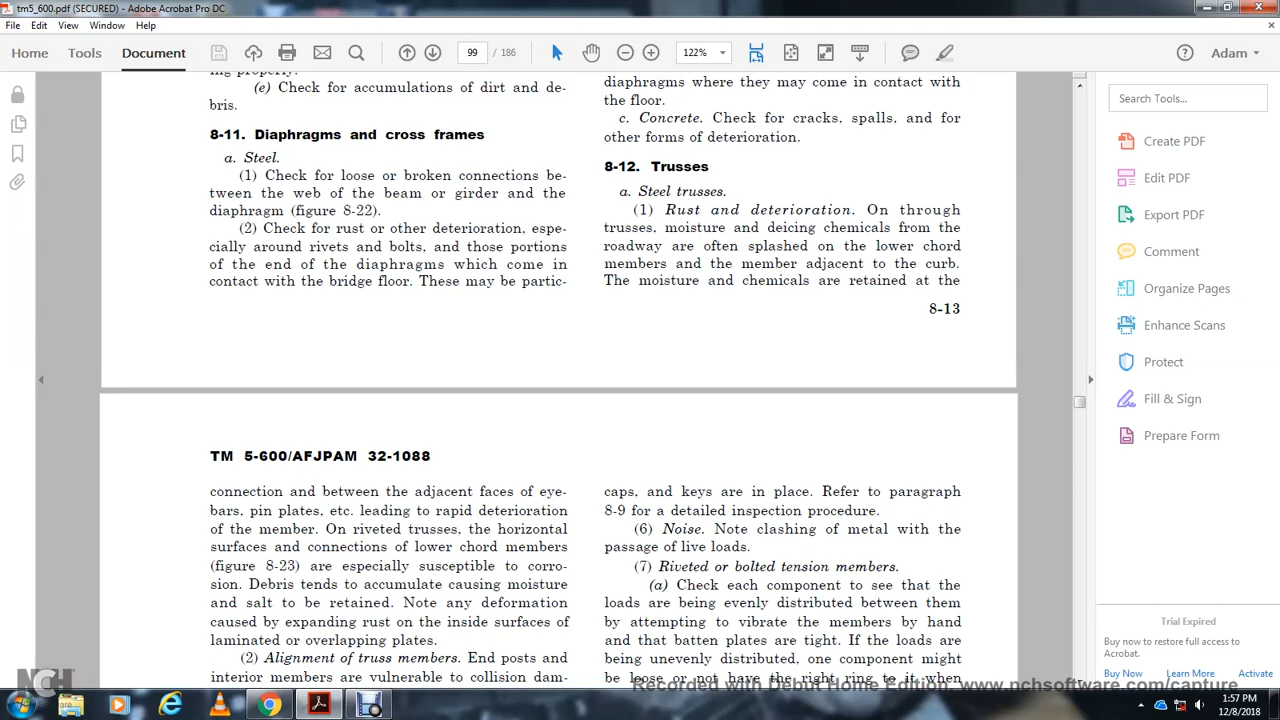 tm5_600.pdf (SECURED) - Adobe Acrobat Pro DC
File Edit View Window Help
Home Tools Document 99 / 186 122% Adam
(e) Check for accumulations of dirt and de-
bris.
8-11. Diaphragms and cross frames
a. Steel.
(1) Check for loose or broken connections be-
tween the web of the beam or girder and the
diaphragm (figure 8-22).
(2) Check for rust or other deterioration, espe-
cially around rivets and bolts, and those portions
of the end of the diaphragms which come in
contact with the bridge floor. These may be partic-
diaphragms where they may come in contact with
the floor.
c. Concrete. Check for cracks, spalls, and for
other forms of deterioration.
8-12. Trusses
a. Steel trusses.
(1) Rust and deterioration. On through
trusses, moisture and deicing chemicals from the
roadway are often splashed on the lower chord
members and the member adjacent to the curb.
The moisture and chemicals are retained at the
8-13
TM 5-600/AFJPAM 32-1088
connection and between the adjacent faces of eye-
bars, pin plates, etc. leading to rapid deterioration
of the member. On riveted trusses, the horizontal
surfaces and connections of lower chord members
(figure 8-23) are especially susceptible to corro-
sion. Debris tends to accumulate causing moisture
and salt to be retained. Note any deformation
caused by expanding rust on the inside surfaces of
laminated or overlapping plates.
(2) Alignment of truss members. End posts and
interior members are vulnerable to collision dam-
caps, and keys are in place. Refer to paragraph
8-9 for a detailed inspection procedure.
(6) Noise. Note clashing of metal with the
passage of live loads.
(7) Riveted or bolted tension members.
(a) Check each component to see that the
loads are being evenly distributed between them
by attempting to vibrate the members by hand
and that batten plates are tight. If the loads are
being unevenly distributed, one component might
be loose or not have the right ring to it when
Search Tools...
Create PDF
Edit PDF
Export PDF
Comment
Organize Pages
Enhance Scans
Protect
Fill & Sign
Prepare Form
Trial Expired
Buy now to restore full access to
Acrobat.
Buy Now Learn More Activate
NCH
Recorded with Debut Home Edition. www.nchsoftware.com/capture
1:57 PM
12/8/2018